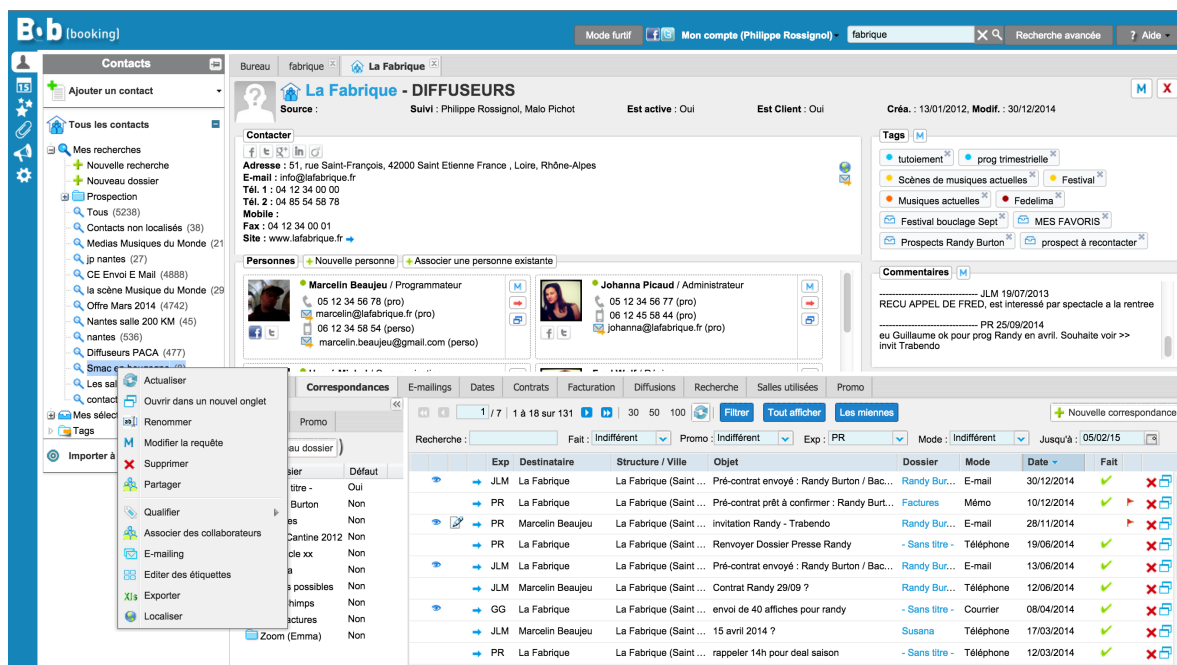 Bob (booking)
Mode furtif
Mon compte (Philippe Rossignol)
fabrique
Recherche avancée
? Aide
Contacts
Ajouter un contact
Tous les contacts
Mes recherches
Nouvelle recherche
Nouveau dossier
Prospection
Tous (5238)
Contacts non localisés (38)
Medias Musiques du Monde (21
jp nantes (27)
CE Envoi E Mail (4888)
la scène Musique du Monde (29
Offre Mars 2014 (4742)
Nantes salle 200 KM (45)
nantes (536)
Diffuseurs PACA (477)
Smac en
Les sal
contact
Mes sélect
Tags
Importer à
Actualiser
Ouvrir dans un nouvel onglet
Renommer
Modifier la requête
Supprimer
Partager
Qualifier
Associer des collaborateurs
E-mailing
Editer des étiquettes
Xls Exporter
Localiser
Bureau fabrique La Fabrique
La Fabrique - DIFFUSEURS
M X
Source : Suivi : Philippe Rossignol, Malo Pichot Est active : Oui Est Client : Oui Créa. : 13/01/2012, Modif. : 30/12/2014
Contacter
Adresse : 51, rue Saint-François, 42000 Saint Etienne France , Loire, Rhône-Alpes
E-mail : info@lafabrique.fr
Tél. 1 : 04 12 34 00 00
Tél. 2 : 04 85 54 58 78
Mobile :
Fax : 04 12 34 00 01
Site : www.lafabrique.fr
Personnes Nouvelle personne Associer une personne existante
Marcelin Beaujeu / Programmateur
M
05 12 34 56 78 (pro)
marcelin@lafabrique.fr (pro)
06 12 34 58 54 (perso)
marcelin.beaujeu@gmail.com (perso)
Johanna Picaud / Administrateur
M
05 12 34 56 77 (pro)
06 12 45 58 44 (pro)
johanna@lafabrique.fr (pro)
Tags M
tutoiement
prog trimestrielle
Scènes de musiques actuelles
Festival
Musiques actuelles
Fedelima
Festival bouclage Sept
MES FAVORIS
Prospects Randy Burton
prospect à recontacter
Commentaires M
------------------------------- JLM 19/07/2013
RECU APPEL DE FRED, est interessé par spectacle a la rentree
------------------------------- PR 25/09/2014
eu Guillaume ok pour prog Randy en avril. Souhaite voir >>
invit Trabendo
Correspondances E-mailings Dates Contrats Facturation Diffusions Recherche Salles utilisées Promo
Promo
au dossier
sier Défaut
titre - Oui
Burton Non
es Non
Cantine 2012 Non
cle xx Non
a Non
s possibles Non
himps Non
actures Non
Zoom (Emma) Non
1 / 7 1 à 18 sur 131 30 50 100 Filtrer Tout afficher Les miennes Nouvelle correspondance
Recherche : Fait : Indifférent Promo : Indifférent Exp : PR Mode : Indifférent Jusqu'à : 05/02/15
Exp Destinataire Structure / Ville Objet Dossier Mode Date Fait
JLM La Fabrique La Fabrique (Saint ... Pré-contrat envoyé : Randy Burton / Bac... Randy Bur... E-mail 30/12/2014
PR La Fabrique La Fabrique (Saint ... Pré-contrat prêt à confirmer : Randy Burt... Factures Mémo 10/12/2014
PR Marcelin Beaujeu La Fabrique (Saint ... invitation Randy - Trabendo Randy Bur... E-mail 28/11/2014
PR La Fabrique La Fabrique (Saint ... Renvoyer Dossier Presse Randy - Sans titre - Téléphone 19/06/2014
JLM La Fabrique La Fabrique (Saint ... Pré-contrat envoyé : Randy Burton / Bac... Randy Bur... E-mail 13/06/2014
JLM Marcelin Beaujeu La Fabrique (Saint ... Contrat Randy 29/09 ? Randy Bur... Téléphone 12/06/2014
GG La Fabrique La Fabrique (Saint ... envoi de 40 affiches pour randy - Sans titre - Courrier 08/04/2014
JLM Marcelin Beaujeu La Fabrique (Saint ... 15 avril 2014 ? Susana Téléphone 17/03/2014
PR La Fabrique La Fabrique (Saint ... rappeler 14h pour deal saison - Sans titre - Téléphone 12/03/2014